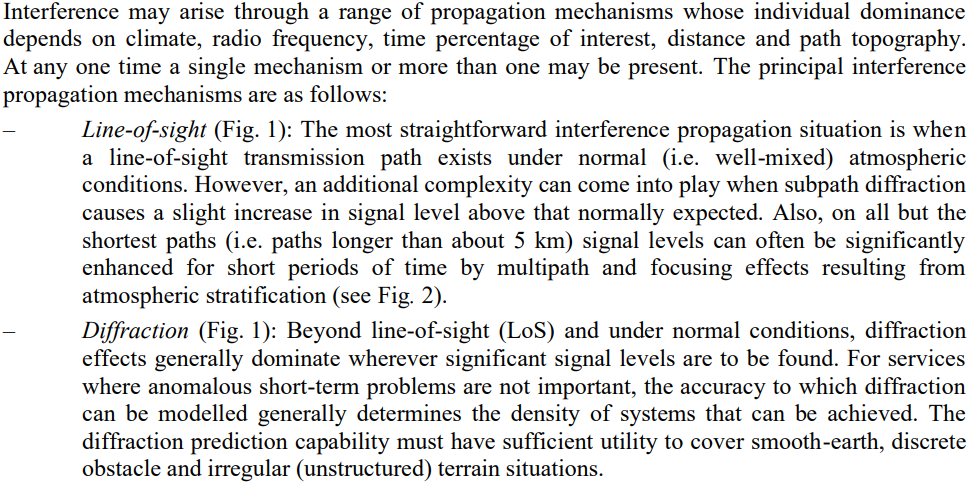 Interference may arise through a range of propagation mechanisms whose individual dominance
depends on climate, radio frequency, time percentage of interest, distance and path topography.
At any one time a single mechanism or more than one may be present. The principal interference
propagation mechanisms are as follows:
– Line-of-sight (Fig. 1): The most straightforward interference propagation situation is when
a line-of-sight transmission path exists under normal (i.e. well-mixed) atmospheric
conditions. However, an additional complexity can come into play when subpath diffraction
causes a slight increase in signal level above that normally expected. Also, on all but the
shortest paths (i.e. paths longer than about 5 km) signal levels can often be significantly
enhanced for short periods of time by multipath and focusing effects resulting from
atmospheric stratification (see Fig. 2).
– Diffraction (Fig. 1): Beyond line-of-sight (LoS) and under normal conditions, diffraction
effects generally dominate wherever significant signal levels are to be found. For services
where anomalous short-term problems are not important, the accuracy to which diffraction
can be modelled generally determines the density of systems that can be achieved. The
diffraction prediction capability must have sufficient utility to cover smooth-earth, discrete
obstacle and irregular (unstructured) terrain situations.